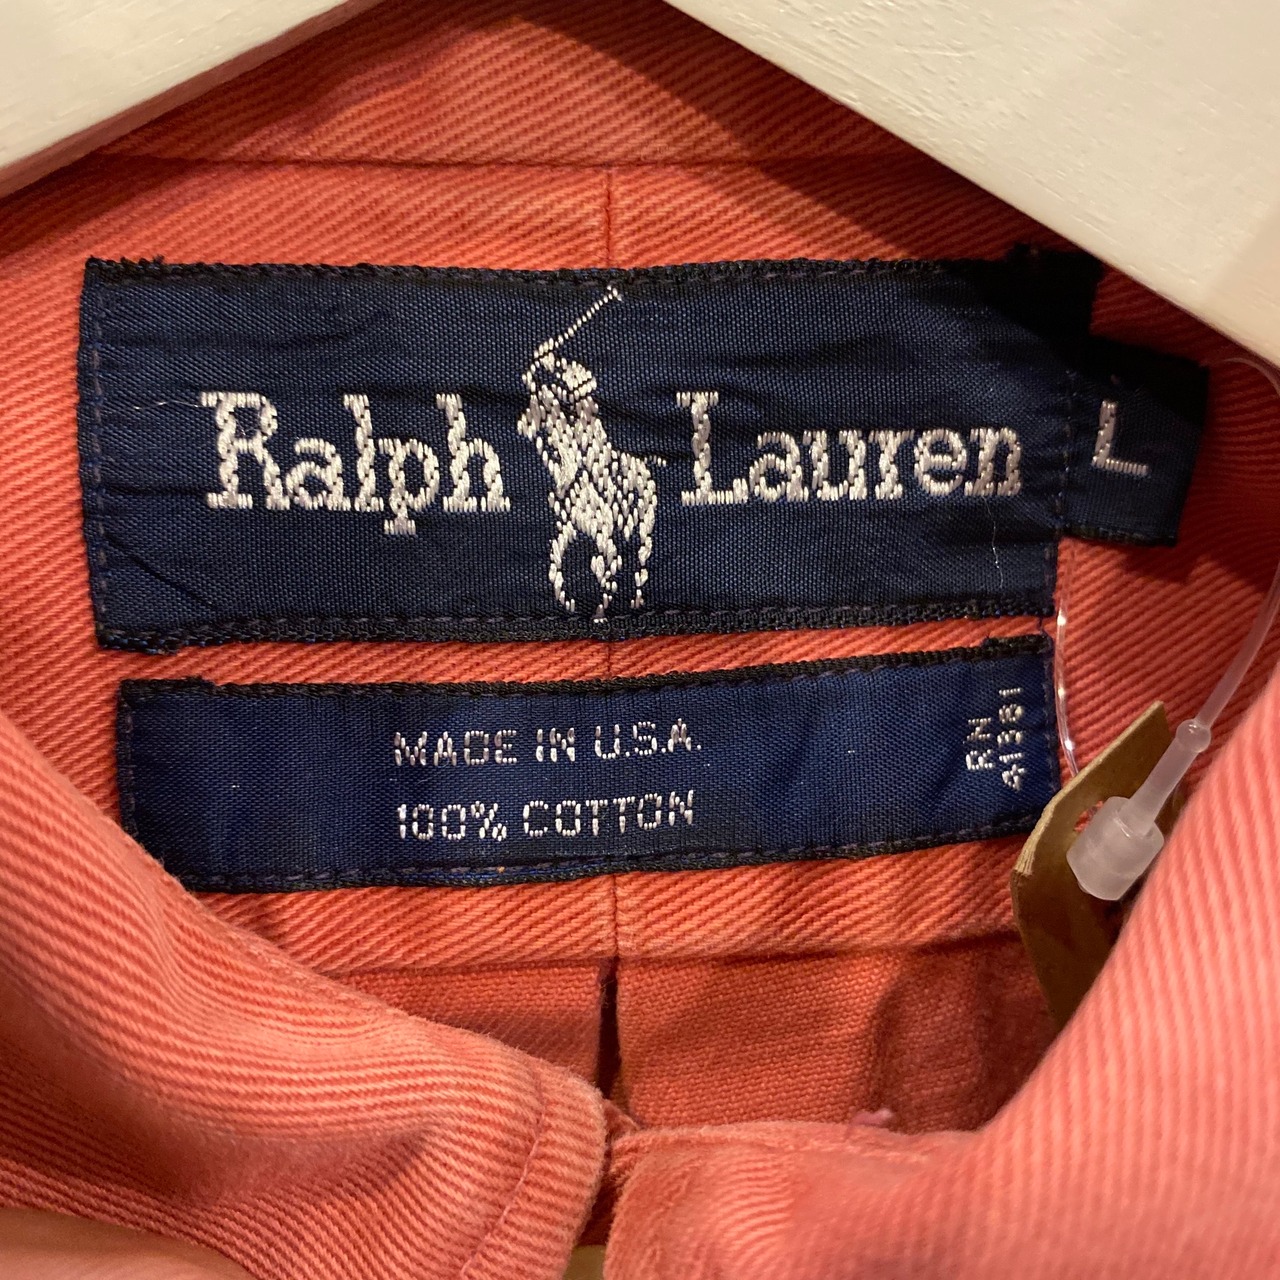 Ralph Lauren
L
MADE IN U.S.A.
100% COTTON
RN
41381